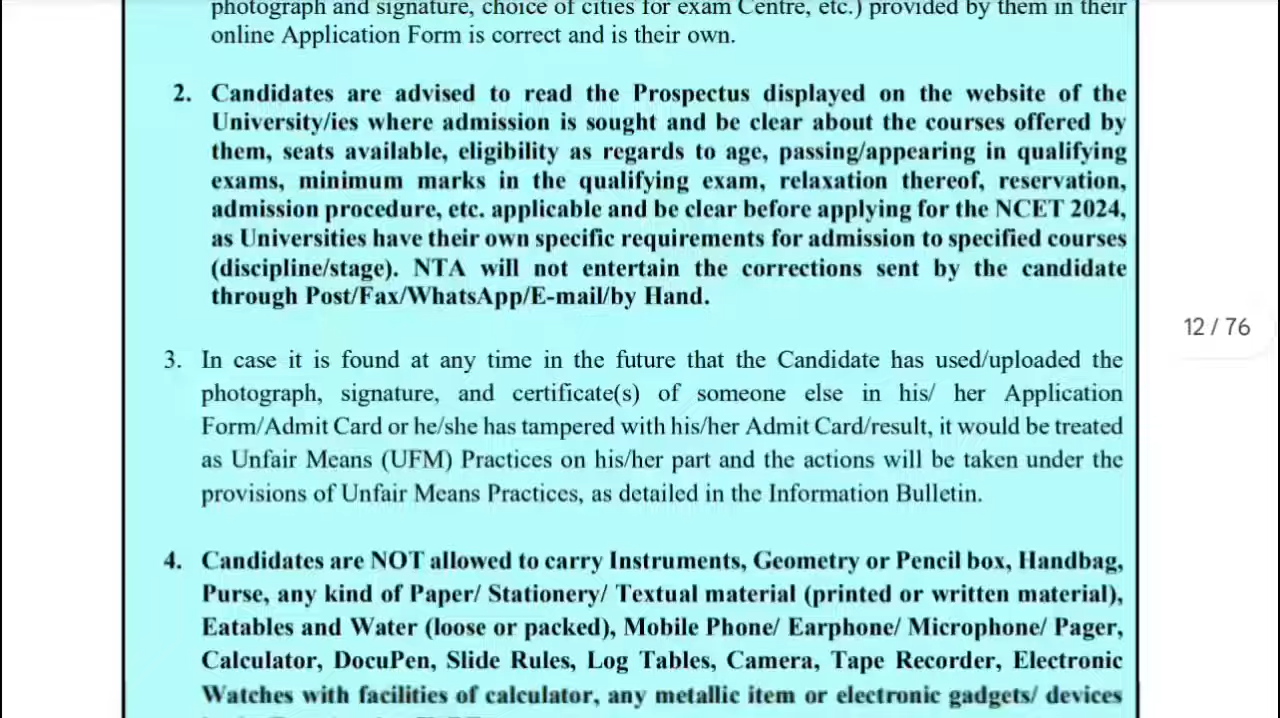 photograph and signature, choice of cities for exam Centre, etc.) provided by them in their
online Application Form is correct and is their own.
2. Candidates are advised to read the Prospectus displayed on the website of the
University/ies where admission is sought and be clear about the courses offered by
them, seats available, eligibility as regards to age, passing/appearing in qualifying
exams, minimum marks in the qualifying exam, relaxation thereof, reservation,
admission procedure, etc. applicable and be clear before applying for the NCET 2024,
as Universities have their own specific requirements for admission to specified courses
(discipline/stage). NTA will not entertain the corrections sent by the candidate
through Post/Fax/WhatsApp/E-mail/by Hand.
12 / 76
3. In case it is found at any time in the future that the Candidate has used/uploaded the
photograph, signature, and certificate(s) of someone else in his/ her Application
Form/Admit Card or he/she has tampered with his/her Admit Card/result, it would be treated
as Unfair Means (UFM) Practices on his/her part and the actions will be taken under the
provisions of Unfair Means Practices, as detailed in the Information Bulletin.
4. Candidates are NOT allowed to carry Instruments, Geometry or Pencil box, Handbag,
Purse, any kind of Paper/ Stationery/ Textual material (printed or written material),
Eatables and Water (loose or packed), Mobile Phone/ Earphone/ Microphone/ Pager,
Calculator, DocuPen, Slide Rules, Log Tables, Camera, Tape Recorder, Electronic
Watches with facilities of calculator, any metallic item or electronic gadgets/ devices